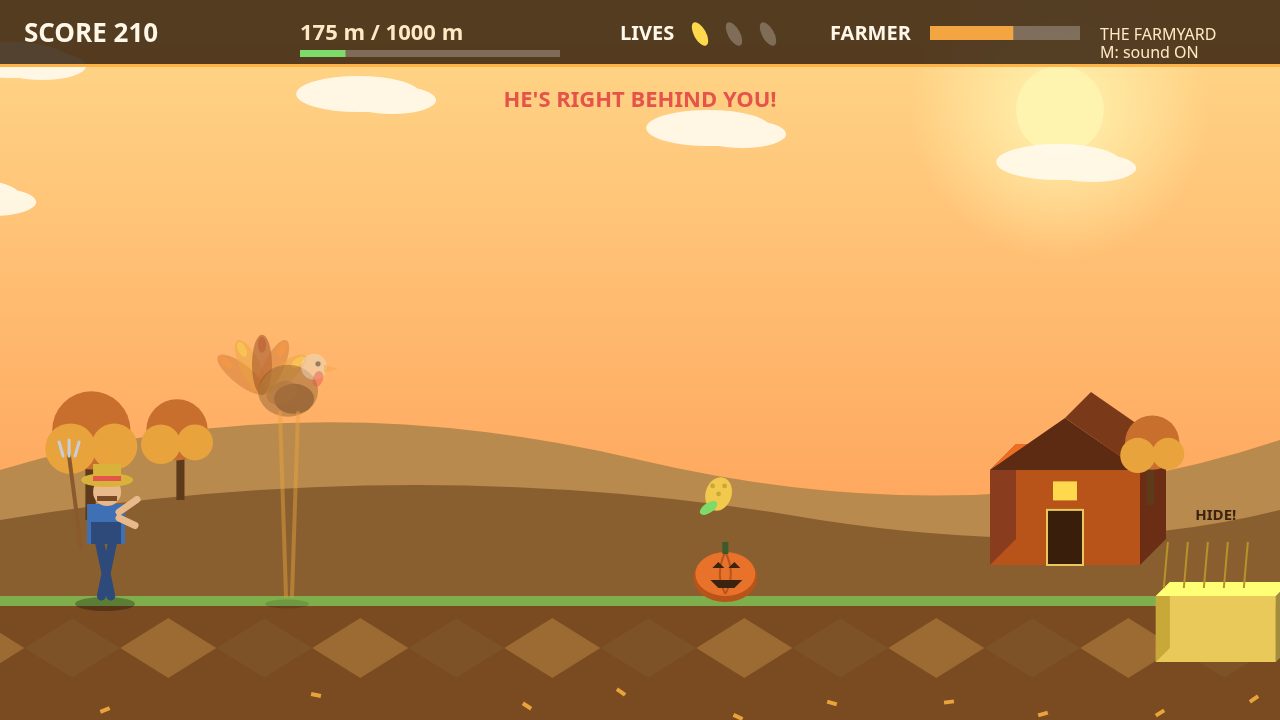 SCORE 210
175 m / 1000 m
LIVES
FARMER
THE FARMYARD
M: sound ON
HE'S RIGHT BEHIND YOU!
HIDE!